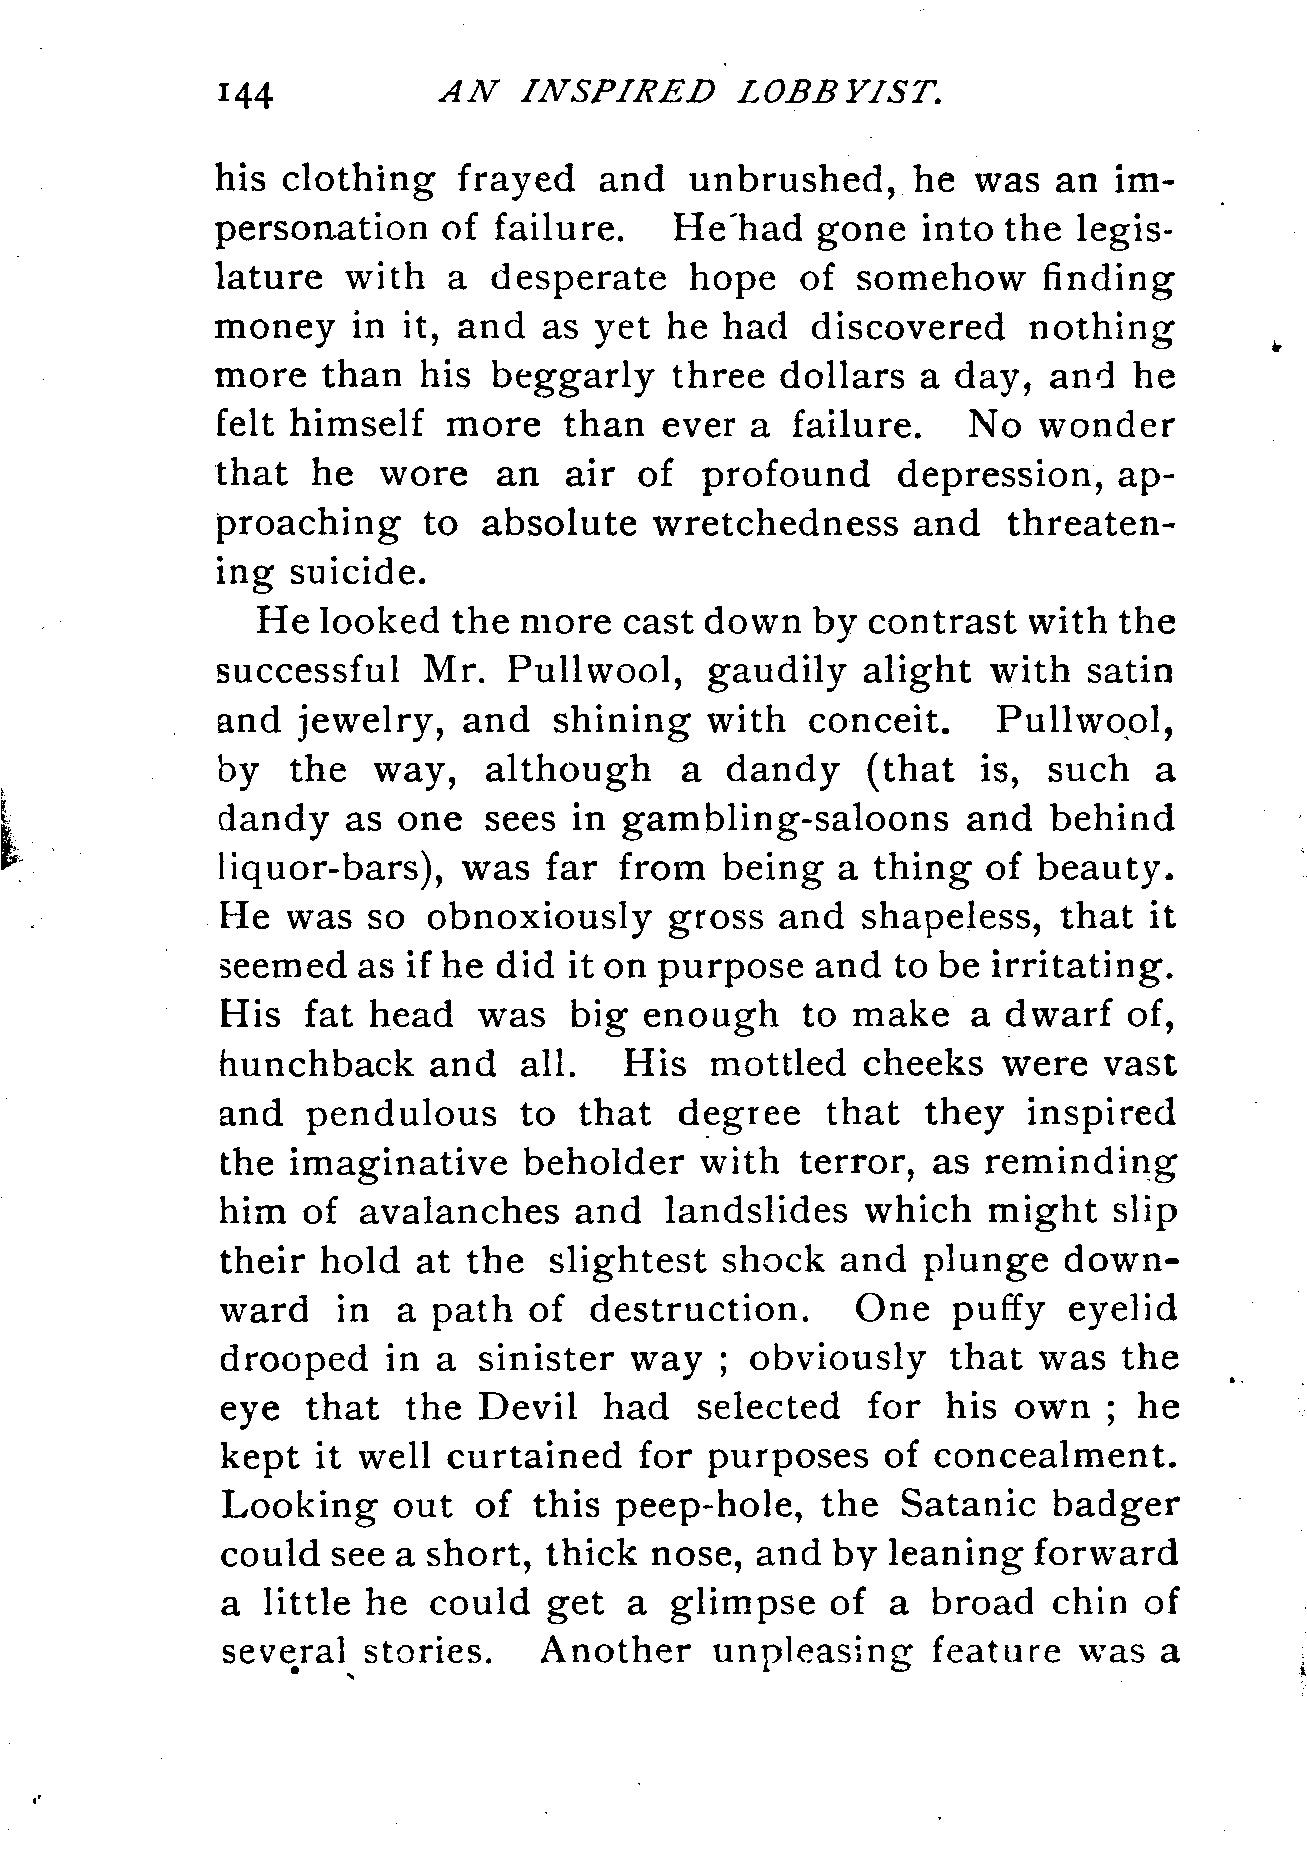 144 AN INSPIRED LOBBYIST.
his clothing frayed and unbrushed, he was an im-
personation of failure. He had gone into the legis-
lature with a desperate hope of somehow finding
money in it, and as yet he had discovered nothing
more than his beggarly three dollars a day, and he
felt himself more than ever a failure. No wonder
that he wore an air of profound depression, ap-
proaching to absolute wretchedness and threaten-
ing suicide.
He looked the more cast down by contrast with the
successful Mr. Pullwool, gaudily alight with satin
and jewelry, and shining with conceit. Pullwool,
by the way, although a dandy (that is, such a
dandy as one sees in gambling-saloons and behind
liquor-bars), was far from being a thing of beauty.
He was so obnoxiously gross and shapeless, that it
seemed as if he did it on purpose and to be irritating.
His fat head was big enough to make a dwarf of,
hunchback and all. His mottled cheeks were vast
and pendulous to that degree that they inspired
the imaginative beholder with terror, as reminding
him of avalanches and landslides which might slip
their hold at the slightest shock and plunge down-
ward in a path of destruction. One puffy eyelid
drooped in a sinister way ; obviously that was the
eye that the Devil had selected for his own ; he
kept it well curtained for purposes of concealment.
Looking out of this peep-hole, the Satanic badger
could see a short, thick nose, and by leaning forward
a little he could get a glimpse of a broad chin of
several stories. Another unpleasing feature was a